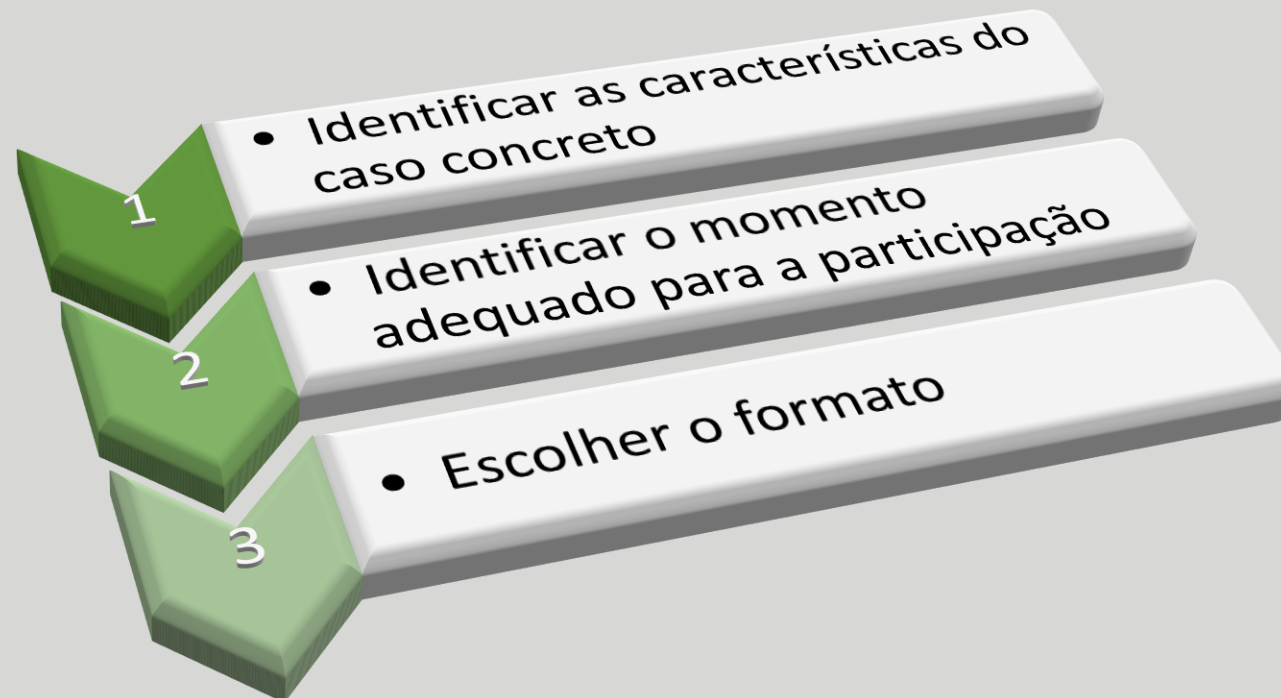 1
• Identificar as características do
caso concreto
2
• Identificar o momento
adequado para a participação
3
• Escolher o formato